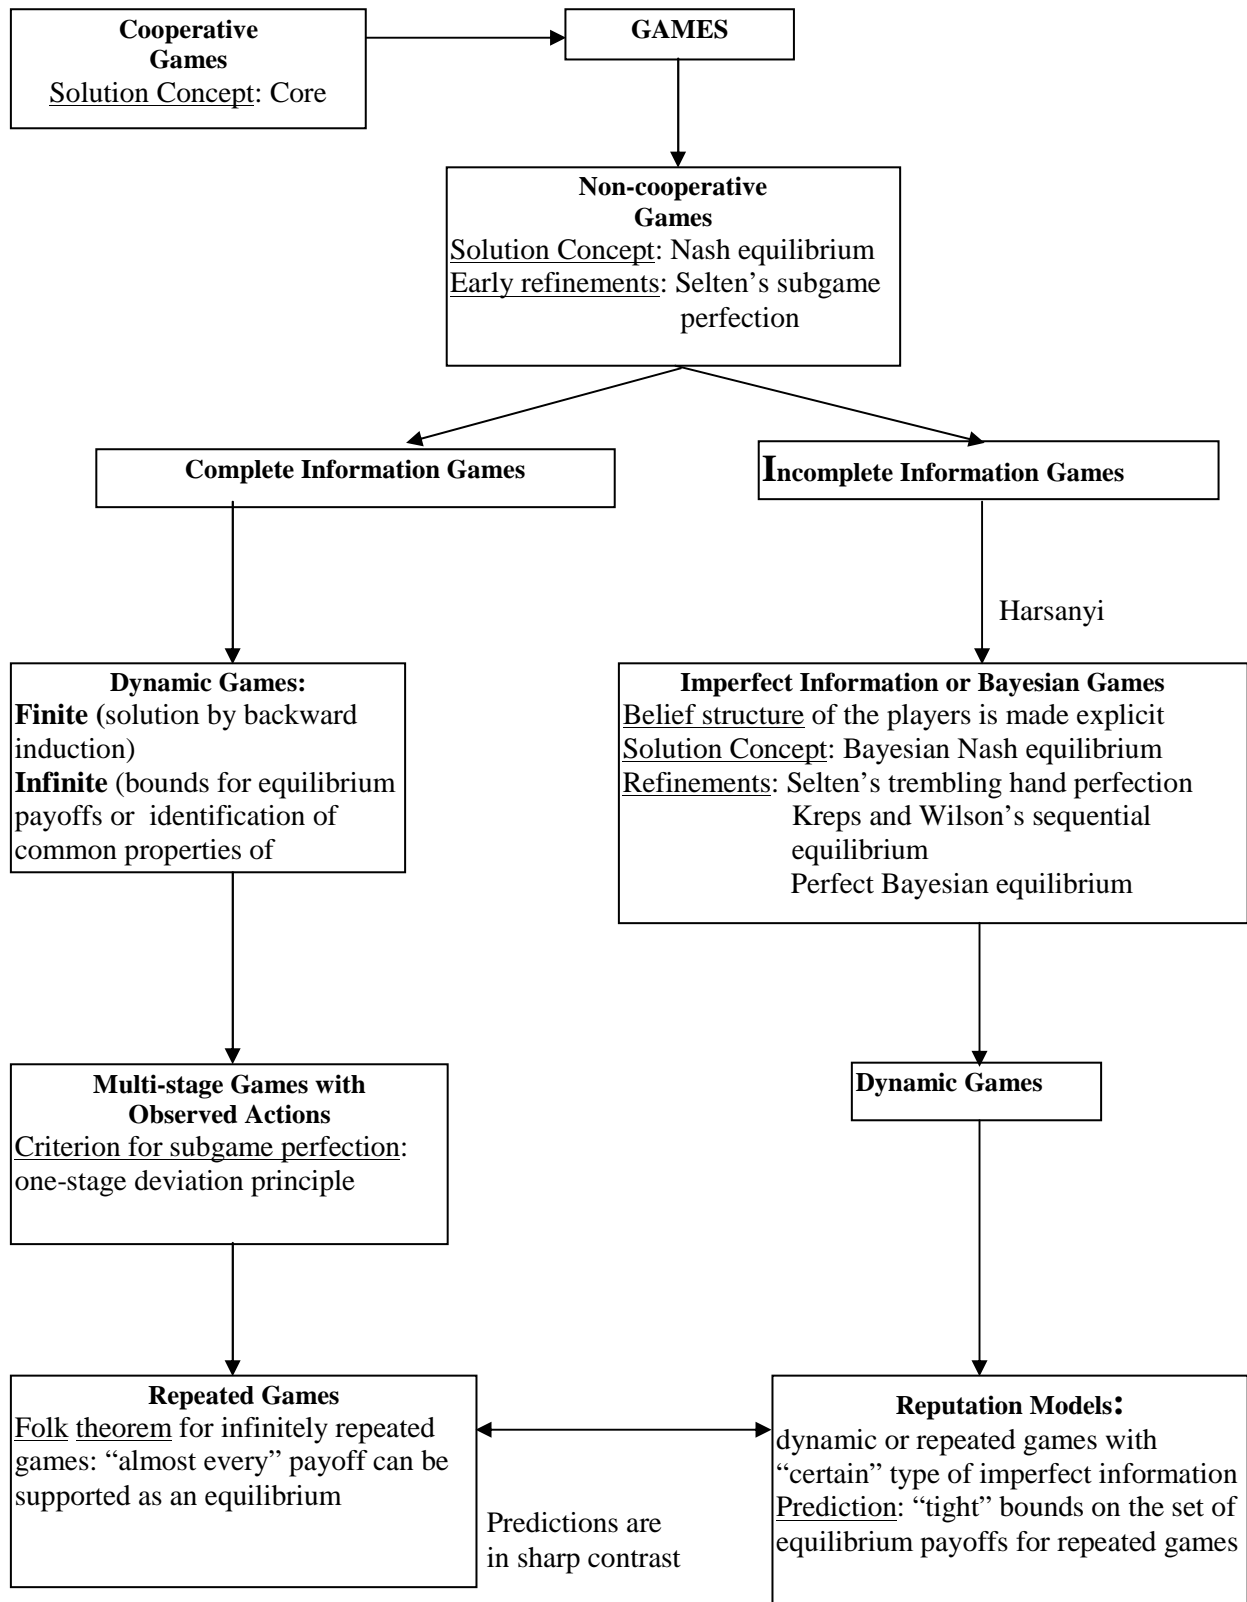 Cooperative
Games
Solution Concept: Core
GAMES
Non-cooperative
Games
Solution Concept: Nash equilibrium
Early refinements: Selten’s subgame
perfection
Complete Information Games
Incomplete Information Games
Harsanyi
Dynamic Games:
Finite (solution by backward
induction)
Infinite (bounds for equilibrium
payoffs or identification of
common properties of
Imperfect Information or Bayesian Games
Belief structure of the players is made explicit
Solution Concept: Bayesian Nash equilibrium
Refinements: Selten’s trembling hand perfection
Kreps and Wilson’s sequential
equilibrium
Perfect Bayesian equilibrium
Multi-stage Games with
Observed Actions
Criterion for subgame perfection:
one-stage deviation principle
Dynamic Games
Repeated Games
Folk theorem for infinitely repeated
games: “almost every” payoff can be
supported as an equilibrium
Predictions are
in sharp contrast
Reputation Models:
dynamic or repeated games with
“certain” type of imperfect information
Prediction: “tight” bounds on the set of
equilibrium payoffs for repeated games